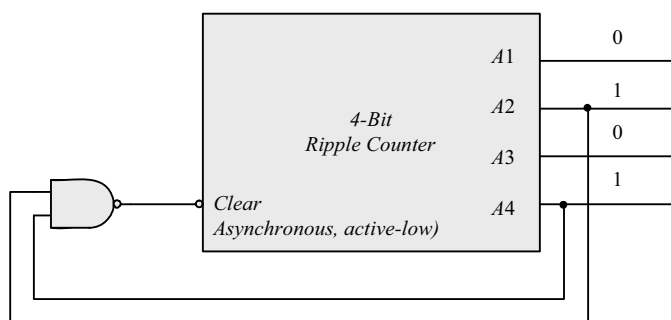 0
A1
1
A2
4-Bit
Ripple Counter
0
A3
1
A4
Clear
Asynchronous, active-low)